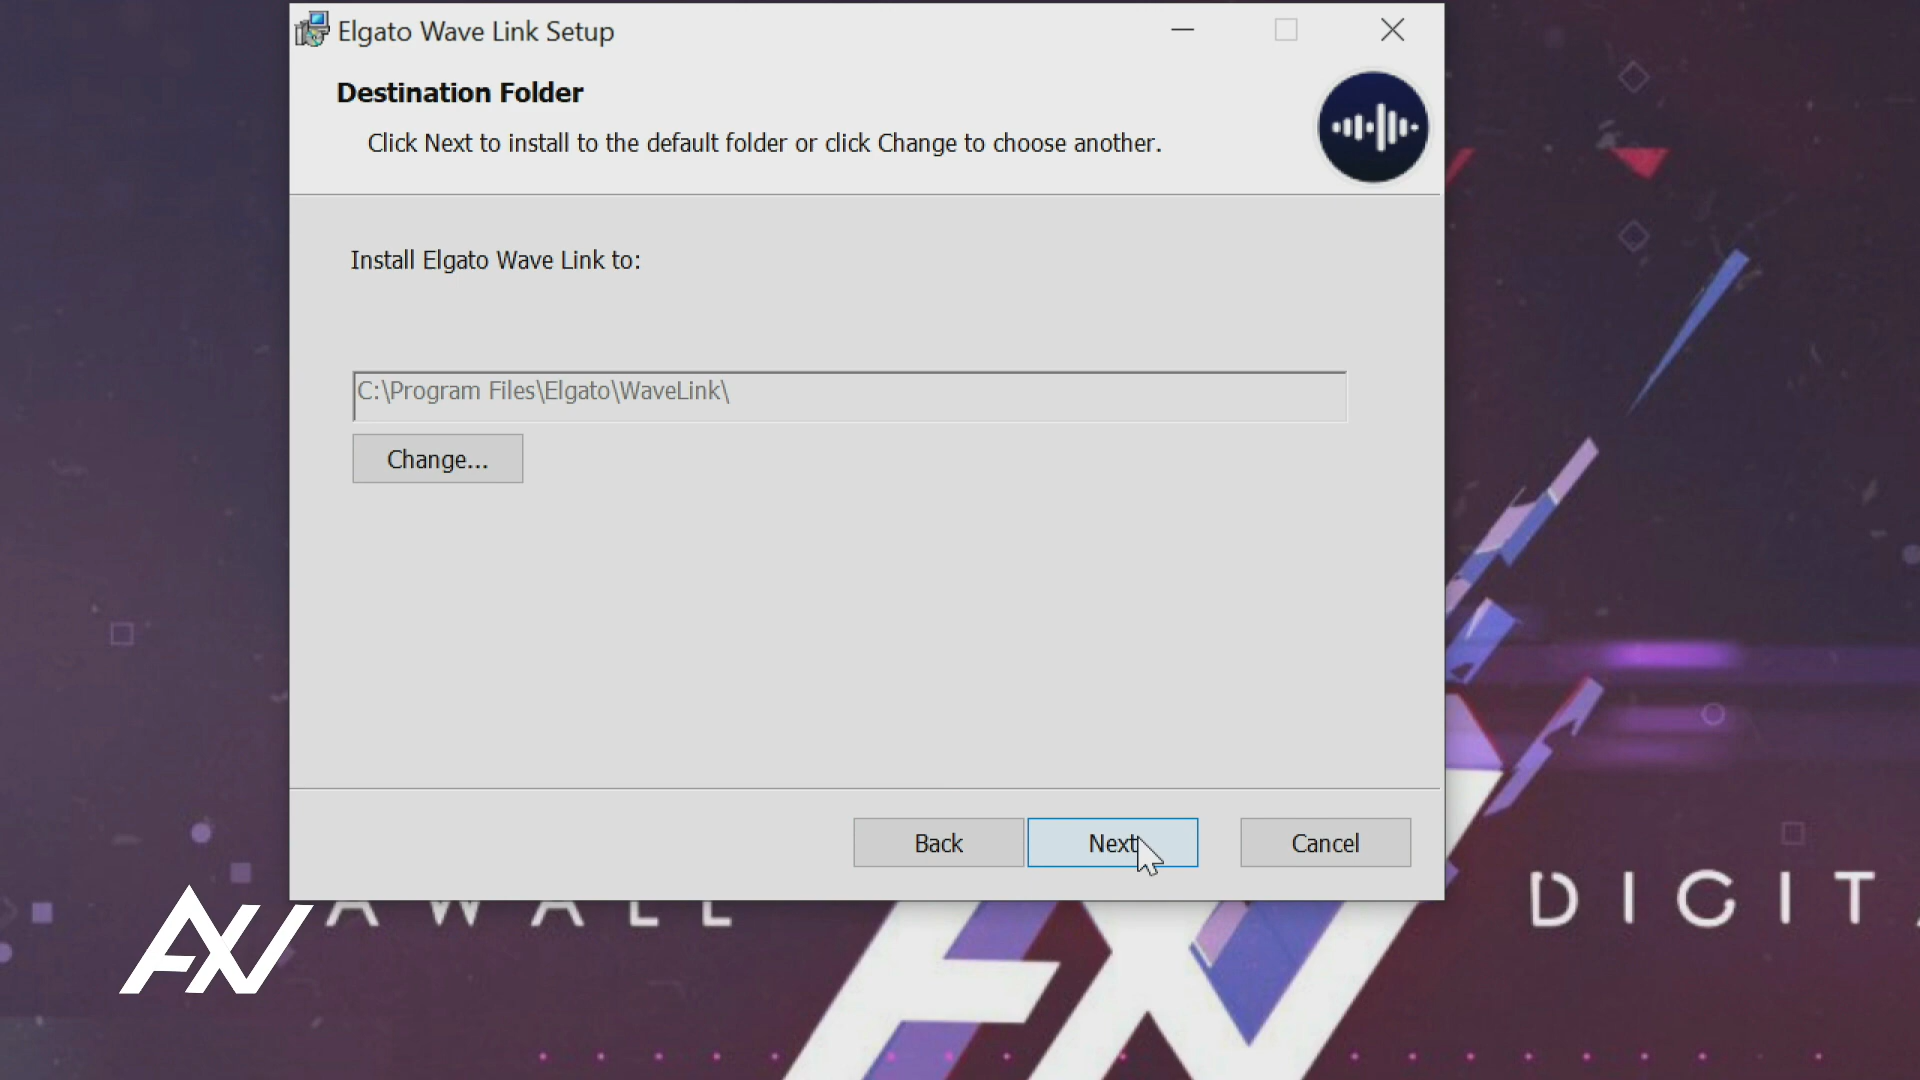 Elgato Wave Link Setup
Destination Folder
Click Next to install to the default folder or click Change to choose another.
Install Elgato Wave Link to:
C:\Program Files\Elgato\WaveLink\
Change...
Back Next Cancel